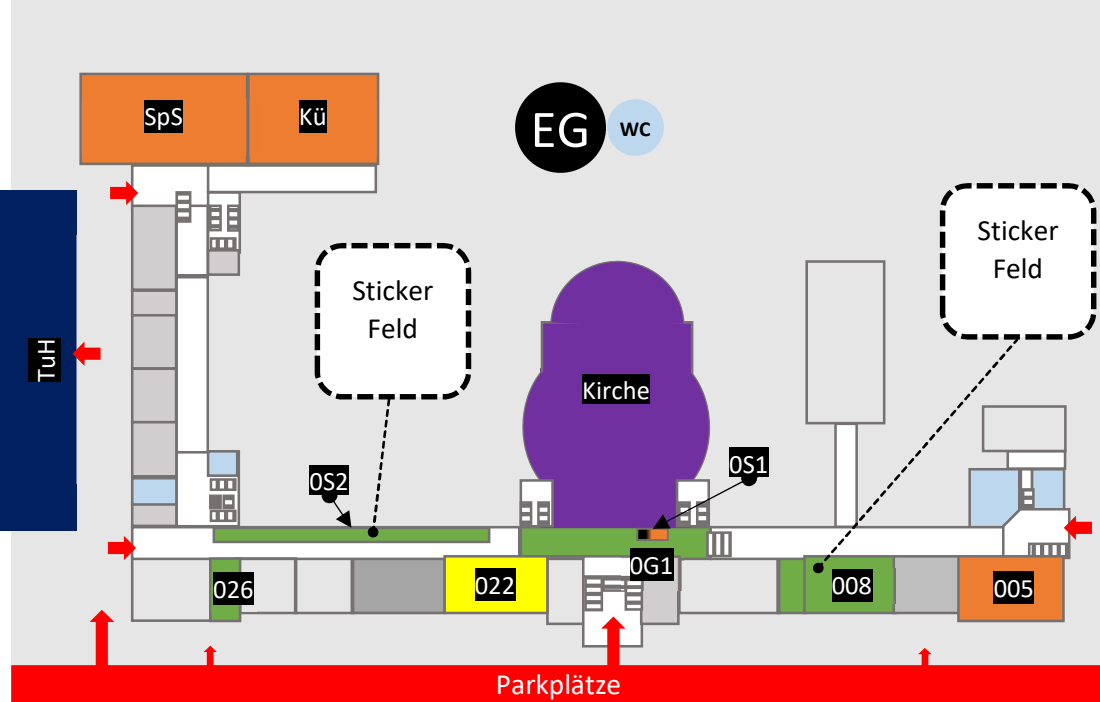 SpS
Kü
EG
WC
Sticker
Feld
Sticker
Feld
TuH
Kirche
0S2
0S1
0G1
026
022
008
005
Parkplätze